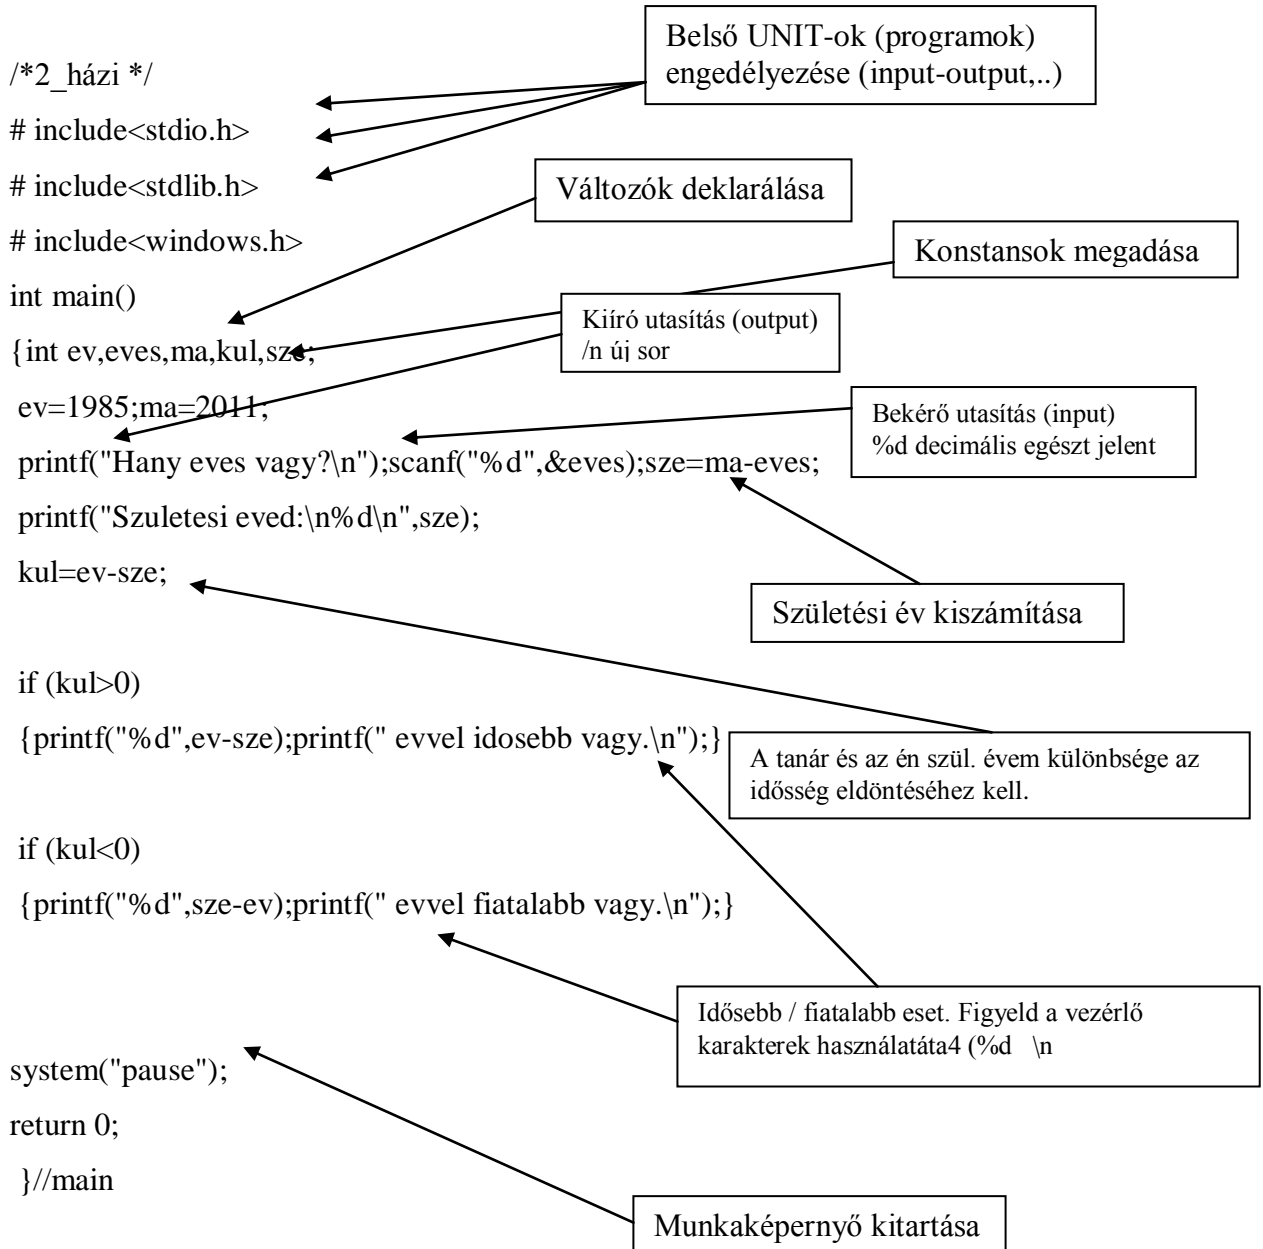 Belső UNIT-ok (programok)
engedélyezése (input-output,..)
/*2_házi */
# include<stdio.h>
# include<stdlib.h>
Változók deklarálása
# include<windows.h>
Konstansok megadása
int main()
Kiíró utasítás (output)
/n új sor
{int ev,eves,ma,kul,sze;
ev=1985;ma=2011;
Bekérő utasítás (input)
%d decimális egészt jelent
printf("Hany eves vagy?\n");scanf("%d",&eves);sze=ma-eves;
printf("Szuletesi eved:\n%d\n",sze);
kul=ev-sze;
Születési év kiszámítása
if (kul>0)
{printf("%d",ev-sze);printf(" evvel idosebb vagy.\n");}
A tanár és az én szül. évem különbsége az
idősség eldöntéséhez kell.
if (kul<0)
{printf("%d",sze-ev);printf(" evvel fiatalabb vagy.\n");}
Idősebb / fiatalabb eset. Figyeld a vezérlő
karakterek használatáta4 (%d \n
system("pause");
return 0;
}//main
Munkaképernyő kitartása